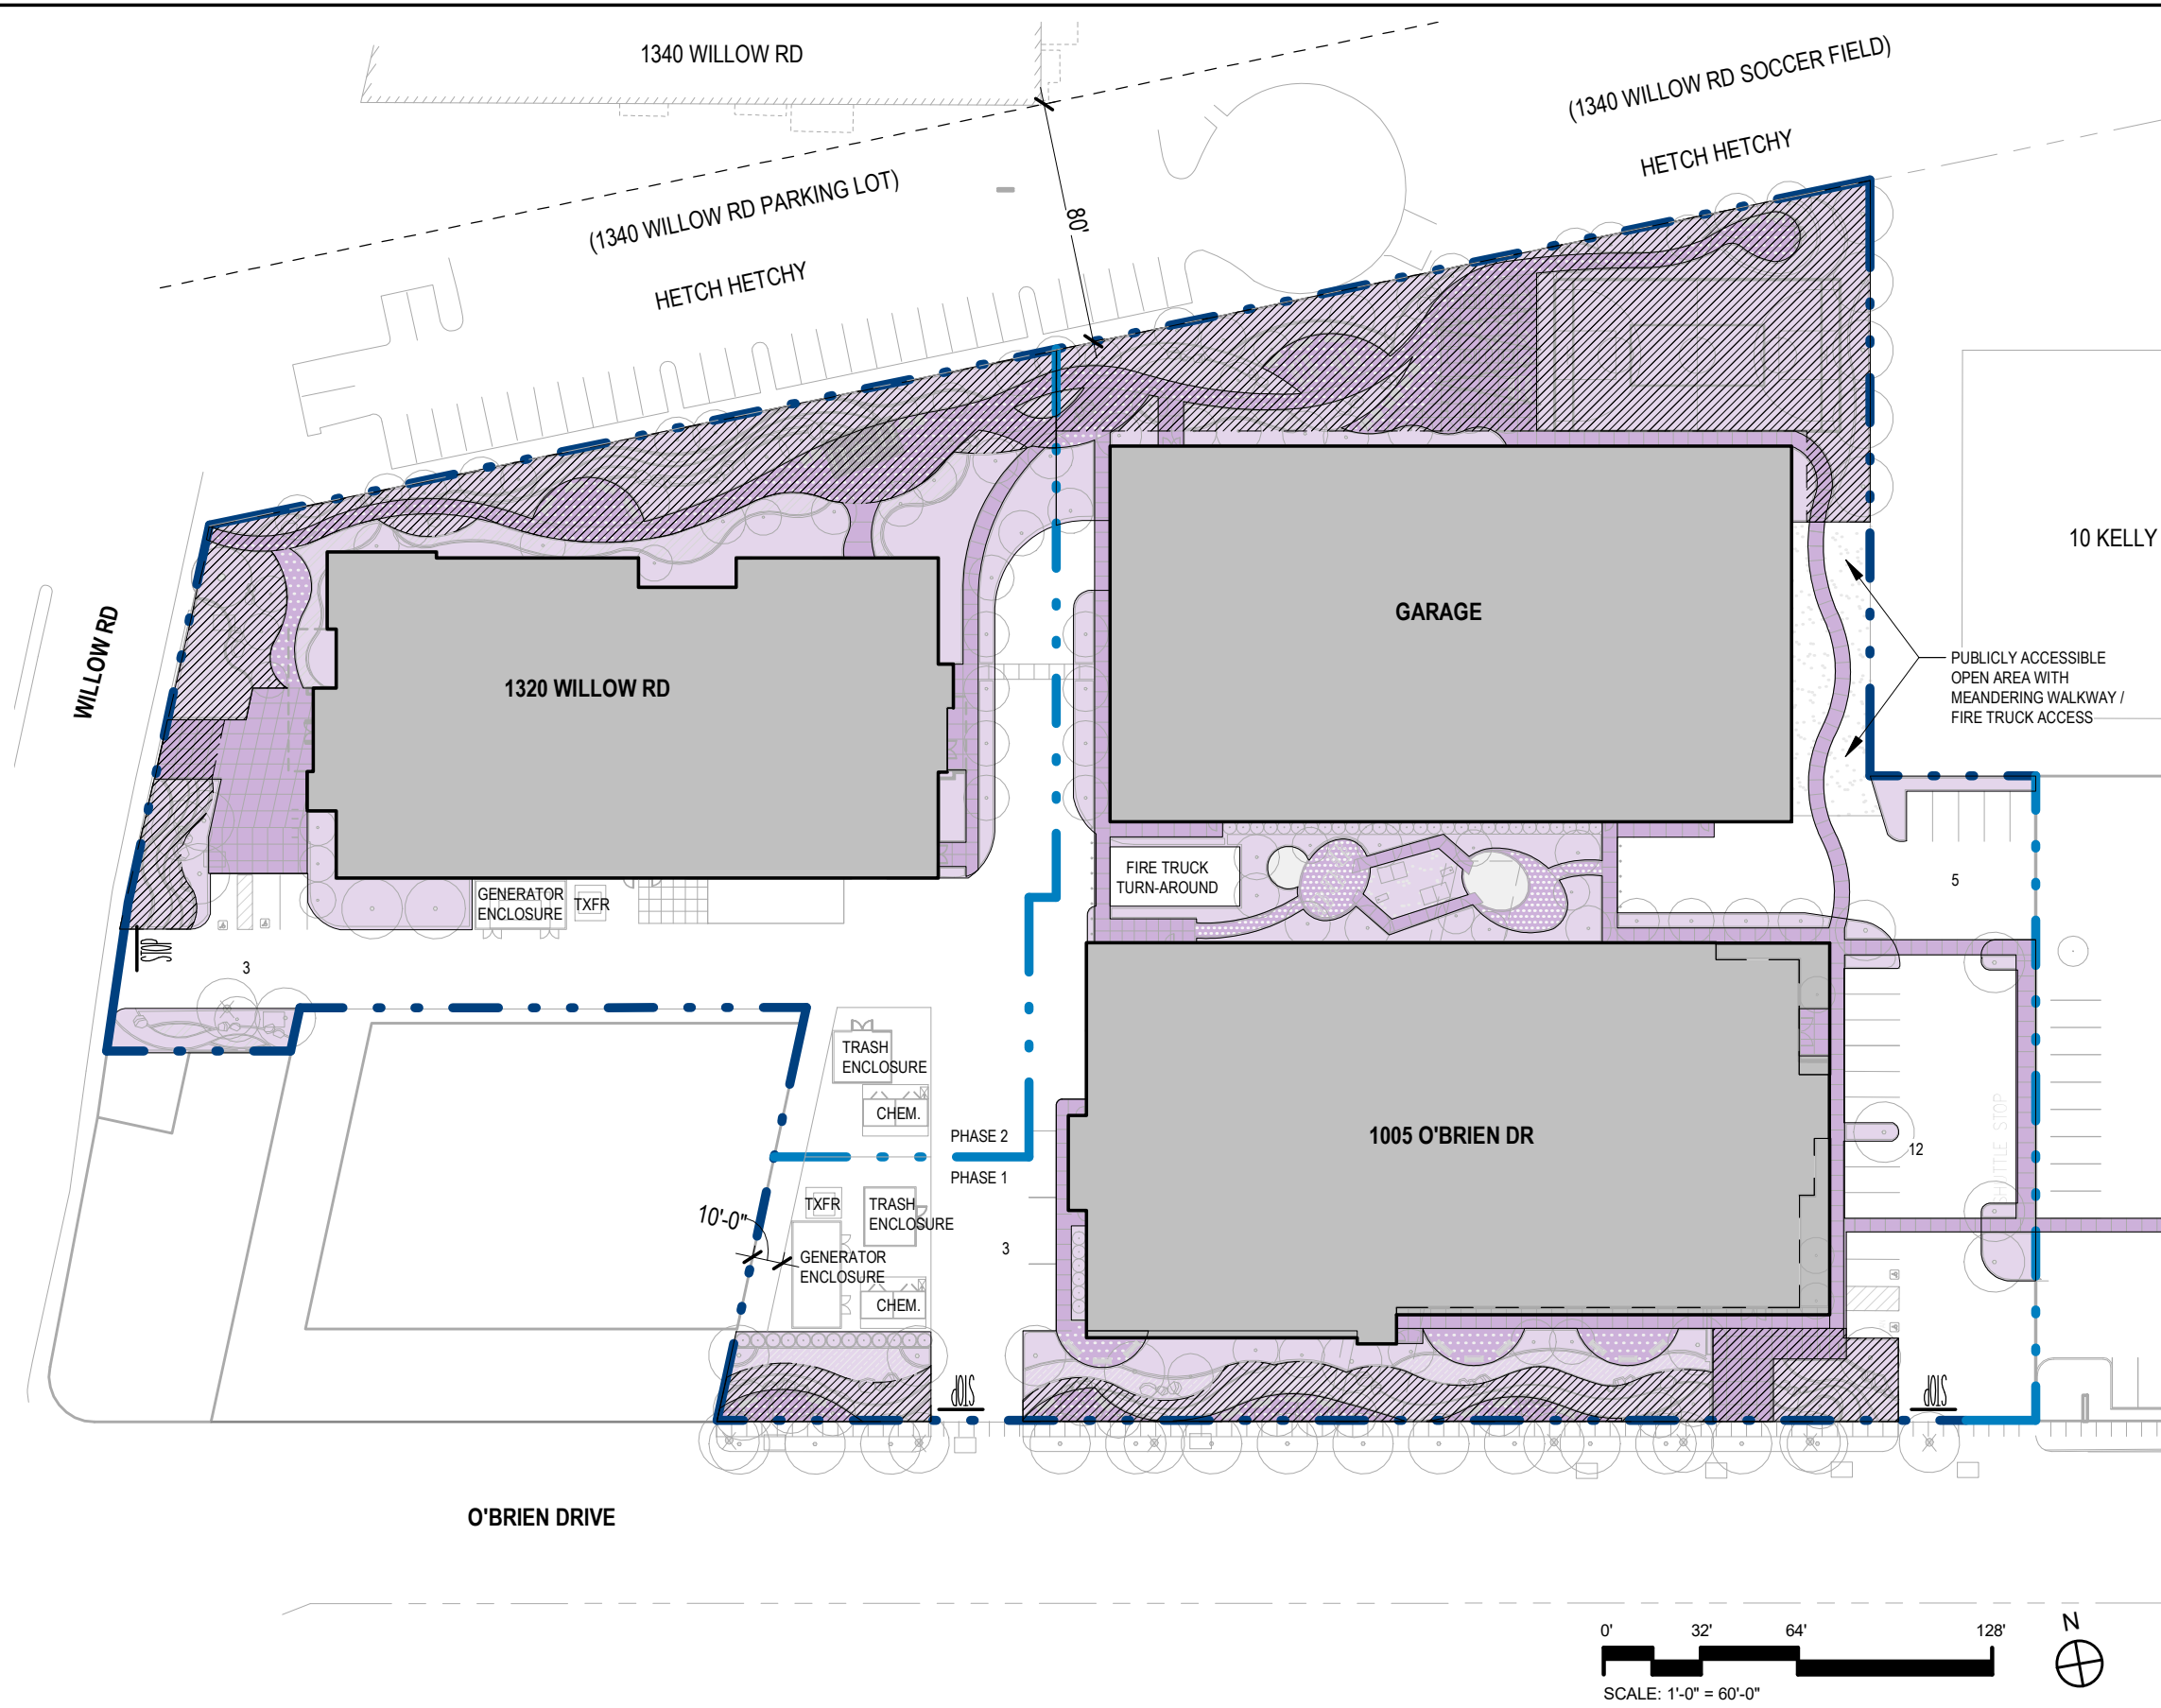 1340 WILLOW RD
(1340 WILLOW RD SOCCER FIELD)
HETCH HETCHY
(1340 WILLOW RD PARKING LOT)
HETCH HETCHY
80'
10 KELLY
WILLOW RD
GARAGE
1320 WILLOW RD
PUBLICLY ACCESSIBLE
OPEN AREA WITH
MEANDERING WALKWAY /
FIRE TRUCK ACCESS
FIRE TRUCK
TURN-AROUND
GENERATOR
ENCLOSURE
TXFR
5
STOP
3
TRASH
ENCLOSURE
CHEM.
PHASE 2
PHASE 1
1005 O'BRIEN DR
SHUTTLE STOP
12
TXFR
TRASH
ENCLOSURE
10'-0"
3
GENERATOR
ENCLOSURE
CHEM.
STOP
STOP
O'BRIEN DRIVE
0' 32' 64' 128'
N
SCALE: 1'-0" = 60'-0"